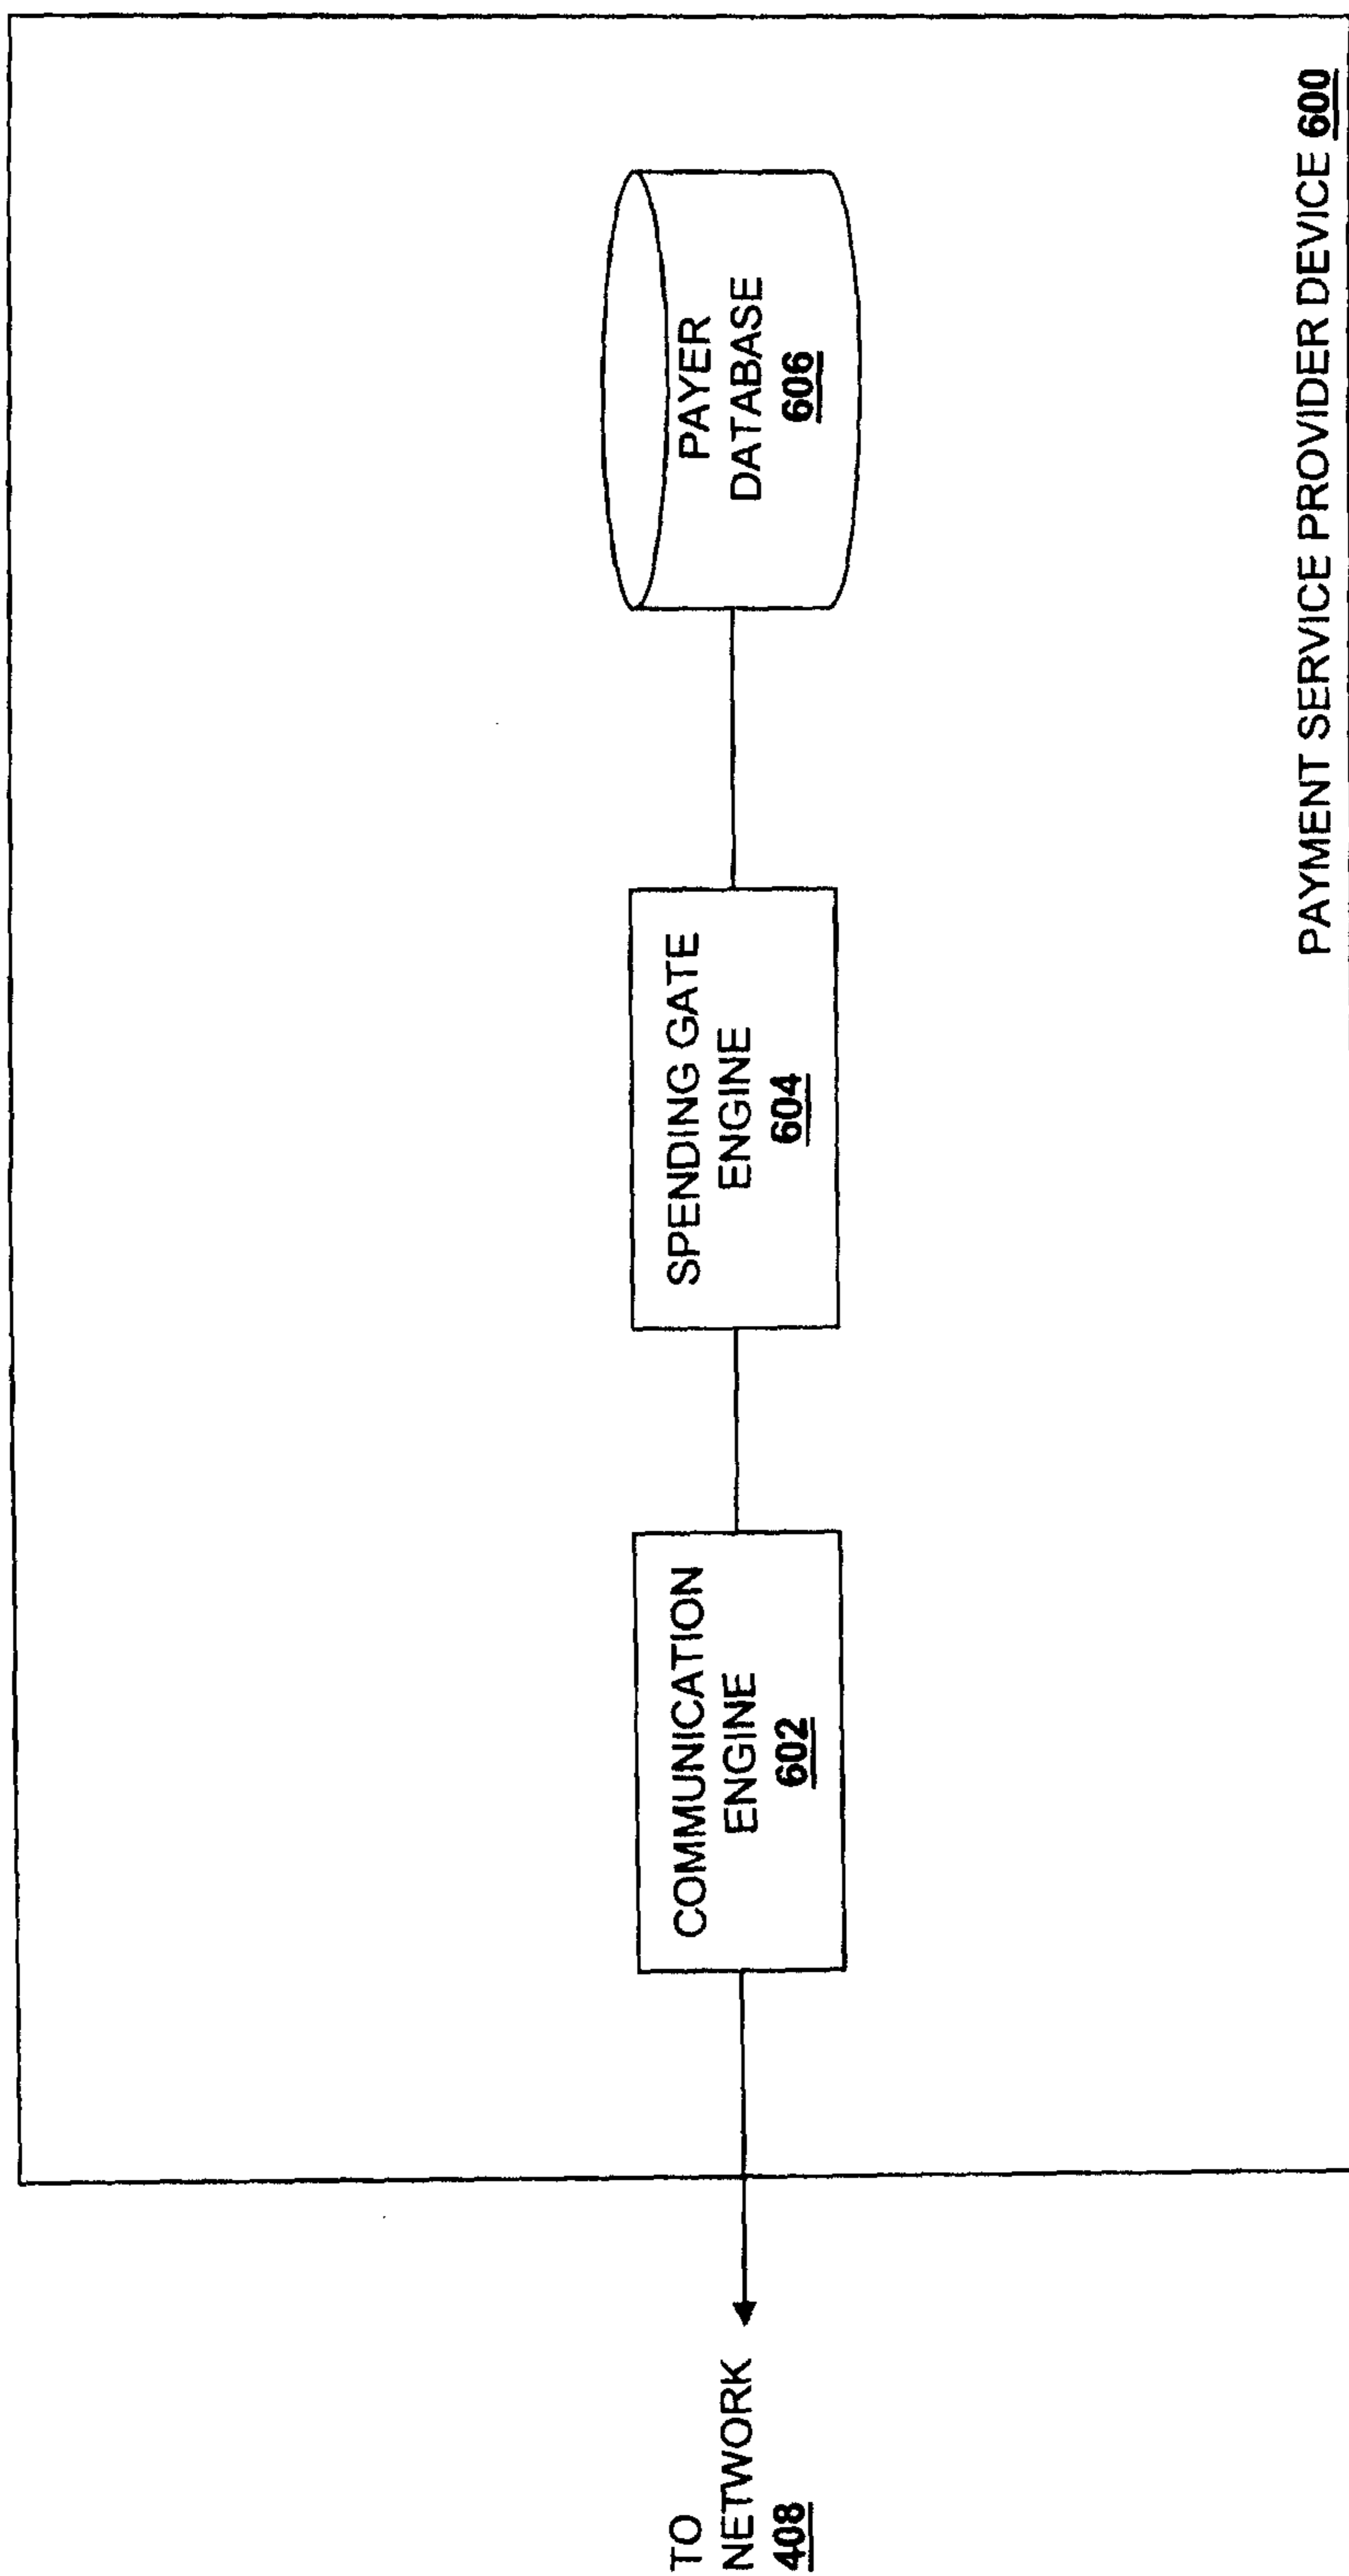 TO
NETWORK
408
COMMUNICATION
ENGINE
602
SPENDING GATE
ENGINE
604
PAYER
DATABASE
606
PAYMENT SERVICE PROVIDER DEVICE 600